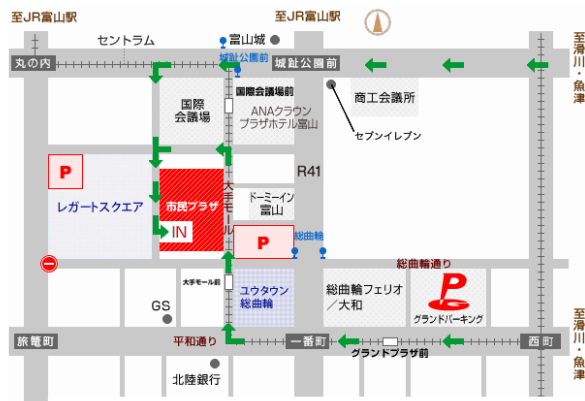 至JR富山駅
至JR富山駅
セントラム
富山城
城趾公園前
丸の内
城趾公園前
至滑川・魚津
国際
会議場
国際会議場前
ANAクラウン
プラザホテル富山
商工会議所
セブンイレブン
R41
P
レガートスクエア
市民プラザ
IN
大手モール
ドーミーイン
富山
P
総曲輪
総曲輪通り
大手モール前
ユウタウン
総曲輪
総曲輪フェリオ
/大和
P
グランドパーキング
GS
旅篭町
平和通り
一番町
グランドプラザ前
西町
至滑川・魚津
北陸銀行